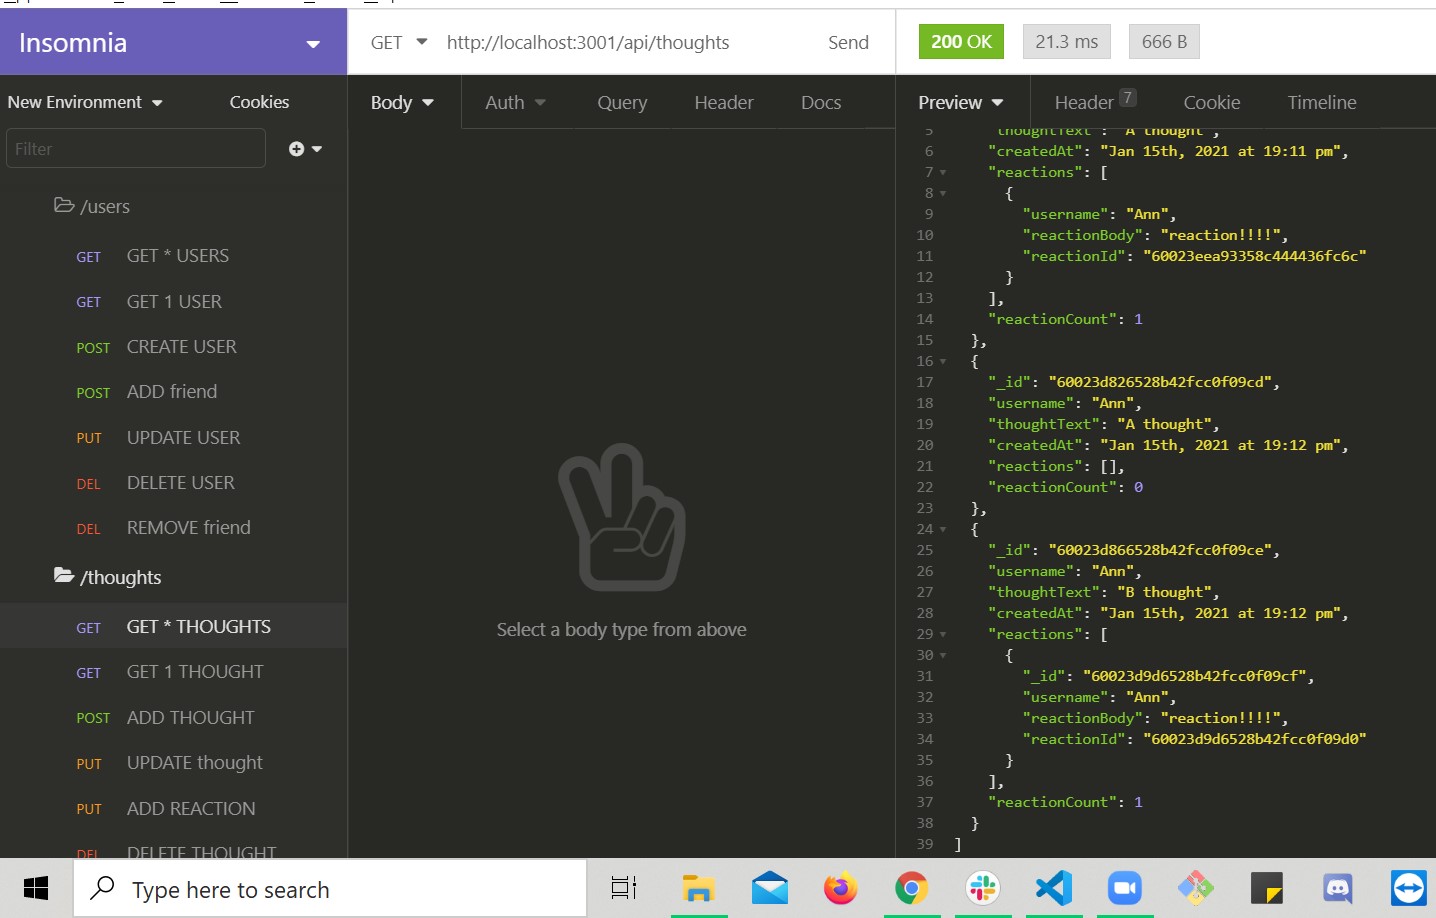 Insomnia
GET http://localhost:3001/api/thoughts Send
200 OK 21.3 ms 666 B
New Environment Cookies
Body Auth Query Header Docs
Preview Header 7 Cookie Timeline
Filter
/users
GET GET * USERS
GET GET 1 USER
POST CREATE USER
POST ADD friend
PUT UPDATE USER
DEL DELETE USER
DEL REMOVE friend
/thoughts
GET GET * THOUGHTS
GET GET 1 THOUGHT
POST ADD THOUGHT
PUT UPDATE thought
PUT ADD REACTION
DEL DELETE THOUGHT
Select a body type from above
5 "thoughtText": "A thought",
6 "createdAt": "Jan 15th, 2021 at 19:11 pm",
7 "reactions": [
8 {
9 "username": "Ann",
10 "reactionBody": "reaction!!!!",
11 "reactionId": "60023eea93358c444436fc6c"
12 }
13 ],
14 "reactionCount": 1
15 },
16 {
17 "_id": "60023d826528b42fcc0f09cd",
18 "username": "Ann",
19 "thoughtText": "A thought",
20 "createdAt": "Jan 15th, 2021 at 19:12 pm",
21 "reactions": [],
22 "reactionCount": 0
23 },
24 {
25 "_id": "60023d866528b42fcc0f09ce",
26 "username": "Ann",
27 "thoughtText": "B thought",
28 "createdAt": "Jan 15th, 2021 at 19:12 pm",
29 "reactions": [
30 {
31 "_id": "60023d9d6528b42fcc0f09cf",
32 "username": "Ann",
33 "reactionBody": "reaction!!!!",
34 "reactionId": "60023d9d6528b42fcc0f09d0"
35 }
36 ],
37 "reactionCount": 1
38 }
39 ]
Type here to search